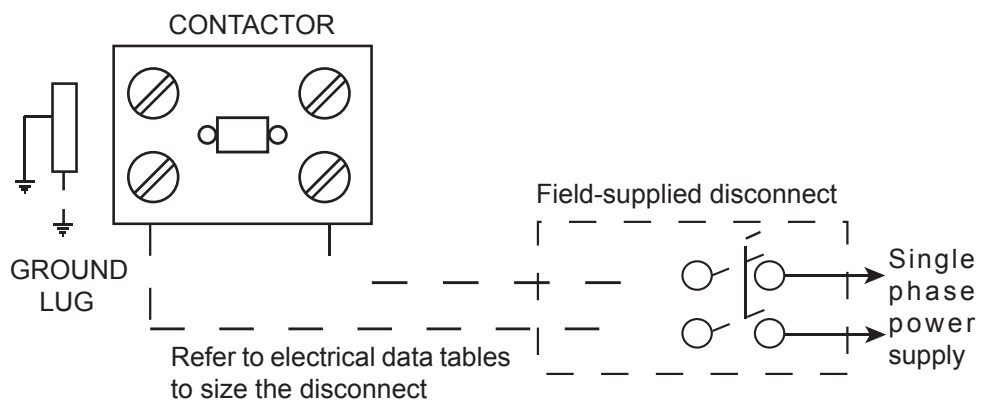 CONTACTOR
GROUND
LUG
Field-supplied disconnect
Single
phase
power
supply
Refer to electrical data tables
to size the disconnect